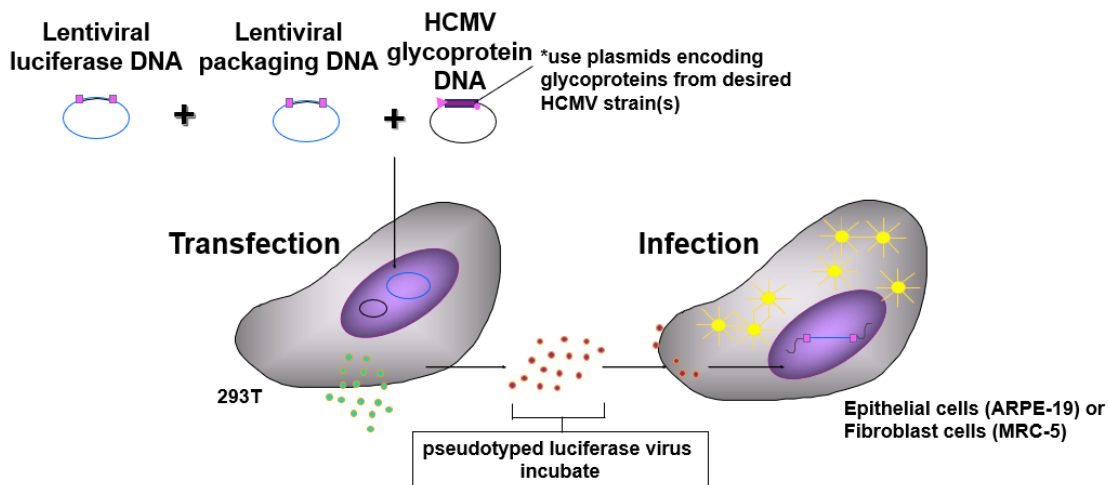 Lentiviral
luciferase DNA
+
Lentiviral
packaging DNA
+
HCMV
glycoprotein
DNA
*use plasmids encoding
glycoproteins from desired
HCMV strain(s)
Transfection
Infection
293T
Epithelial cells (ARPE-19) or
Fibroblast cells (MRC-5)
pseudotyped luciferase virus
incubate